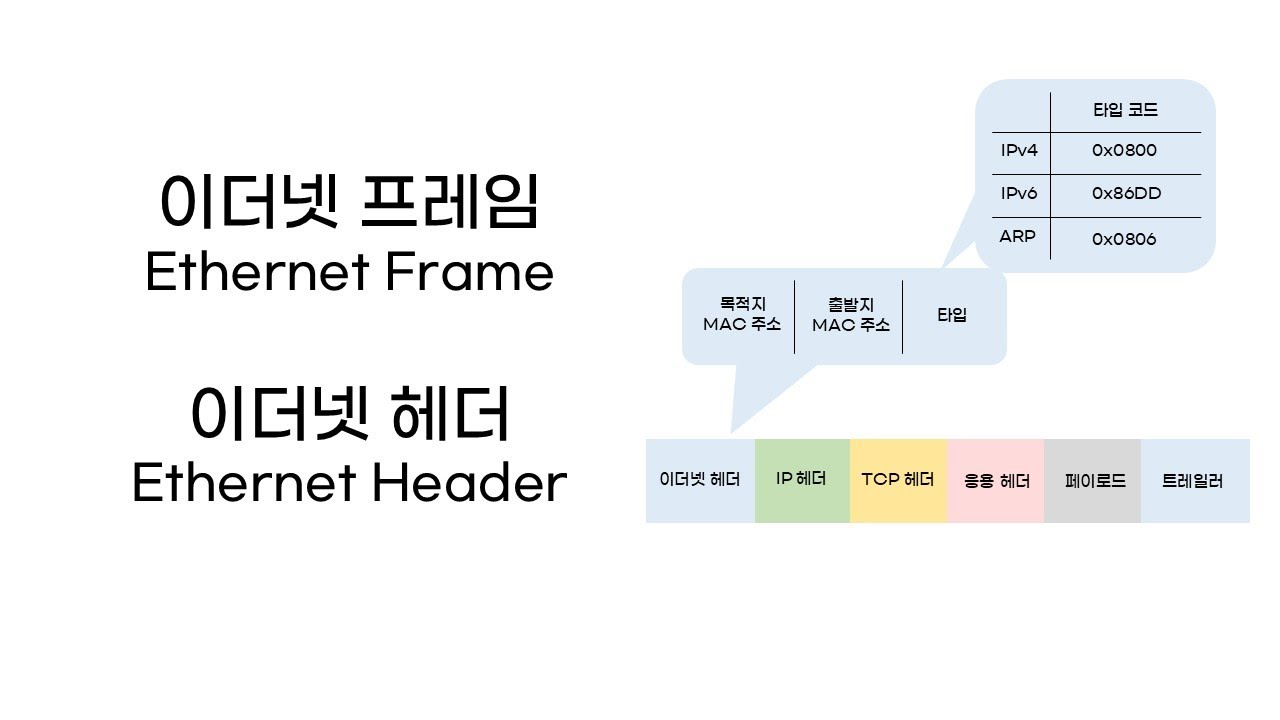 이더넷 프레임
Ethernet Frame
이더넷 헤더
Ethernet Header
타입 코드
IPv4 0x0800
IPv6 0x86DD
ARP 0x0806
목적지
MAC 주소
출발지
MAC 주소
타입
이더넷 헤더
IP 헤더
TCP 헤더
응용 헤더
페이로드
트레일러